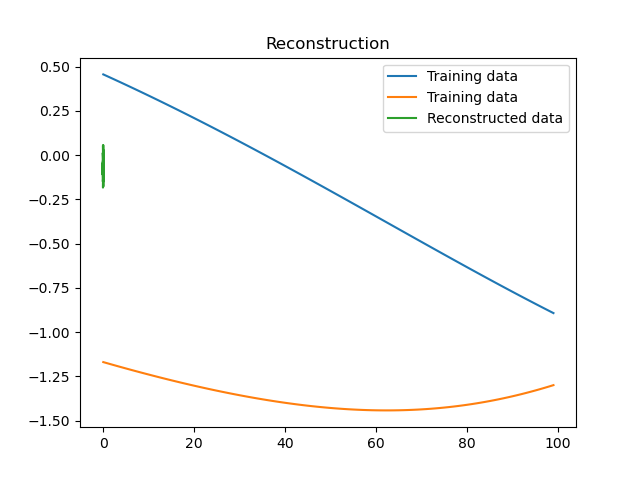 Reconstruction
Training data
Training data
Reconstructed data
0.50
0.25
0.00
−0.25
−0.50
−0.75
−1.00
−1.25
−1.50
0 20 40 60 80 100